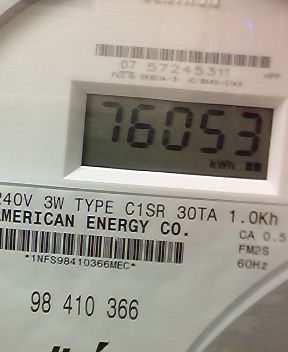 07 57245311
76053
kWh
240V 3W TYPE C1SR 30TA 1.0Kh
AMERICAN ENERGY CO.
CA 0.5
FM2S
60Hz
*1NFS98410366MEC*
98 410 366